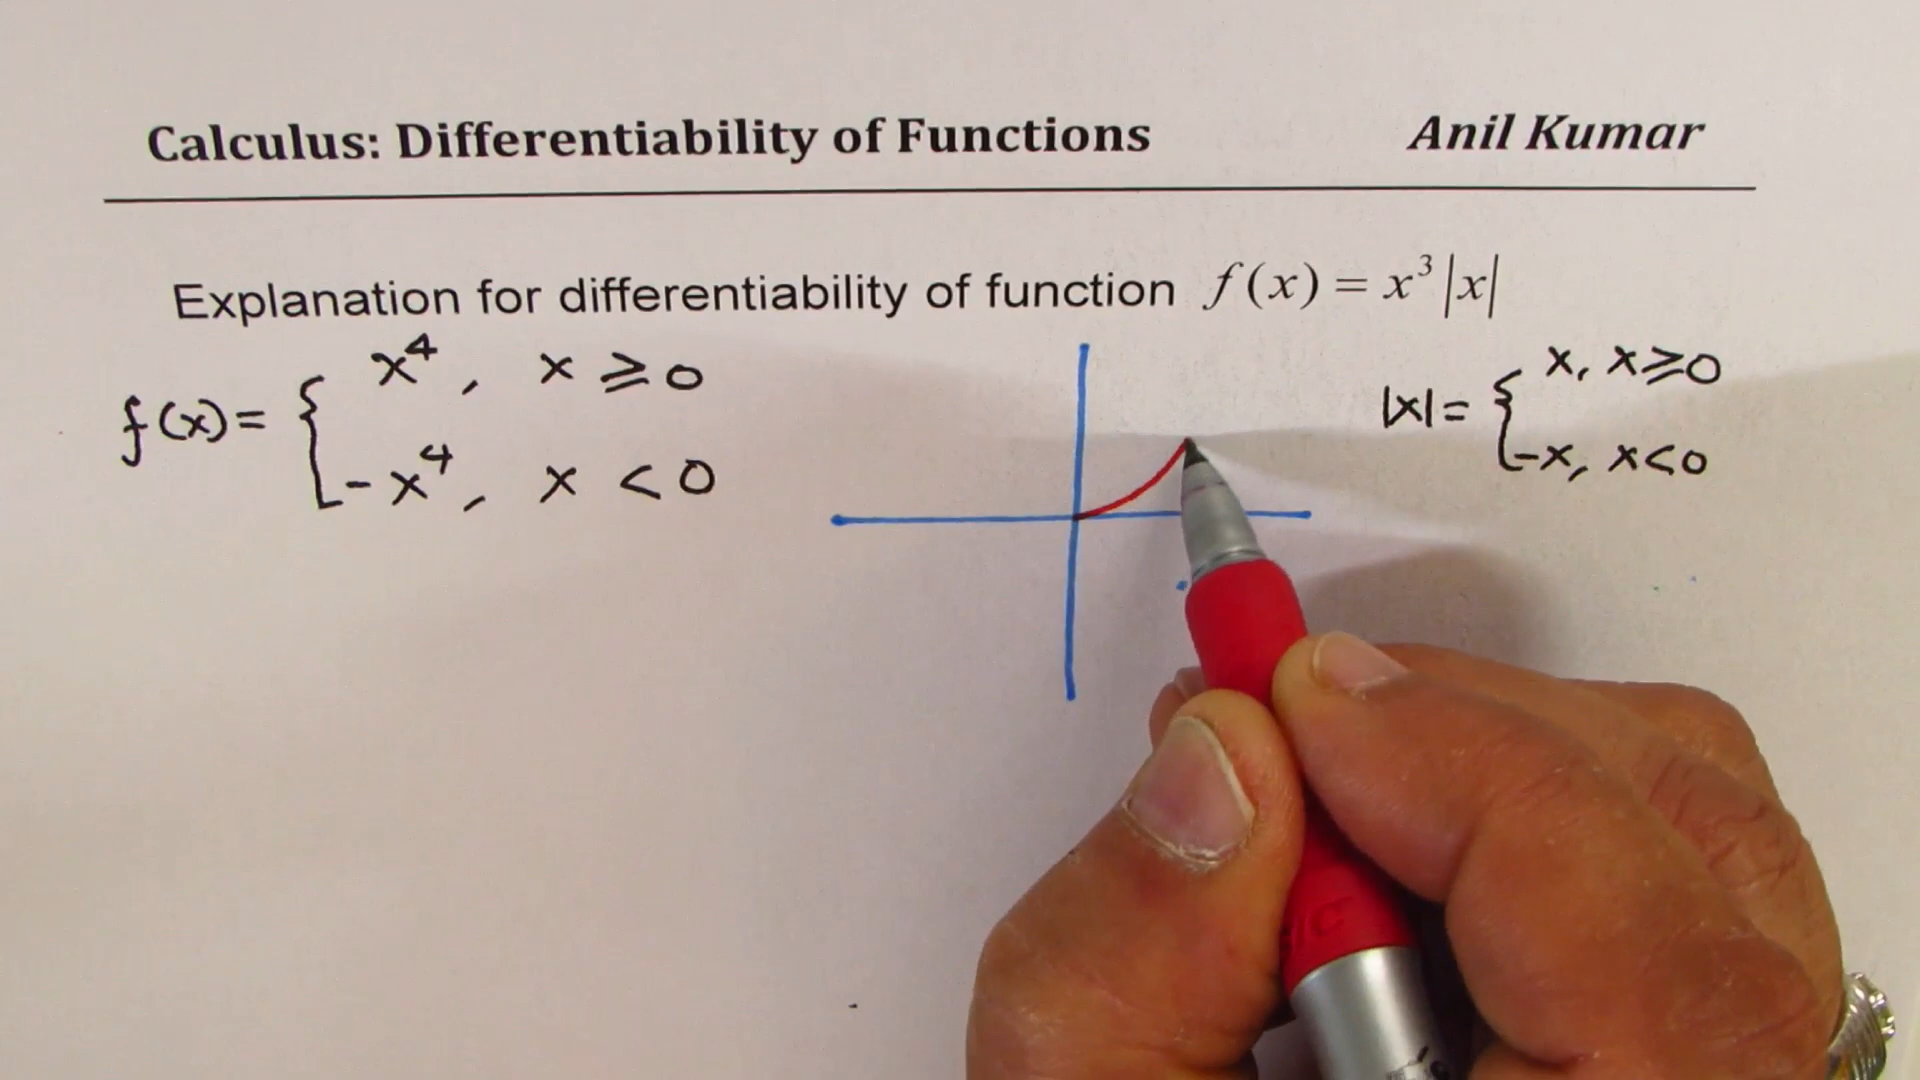 Calculus: Differentiability of Functions Anil Kumar
Explanation for differentiability of function f(x) = x³|x|
f(x) = { x⁴, x ≥ 0
-x⁴, x < 0
|x| = { x, x ≥ 0
-x, x < 0